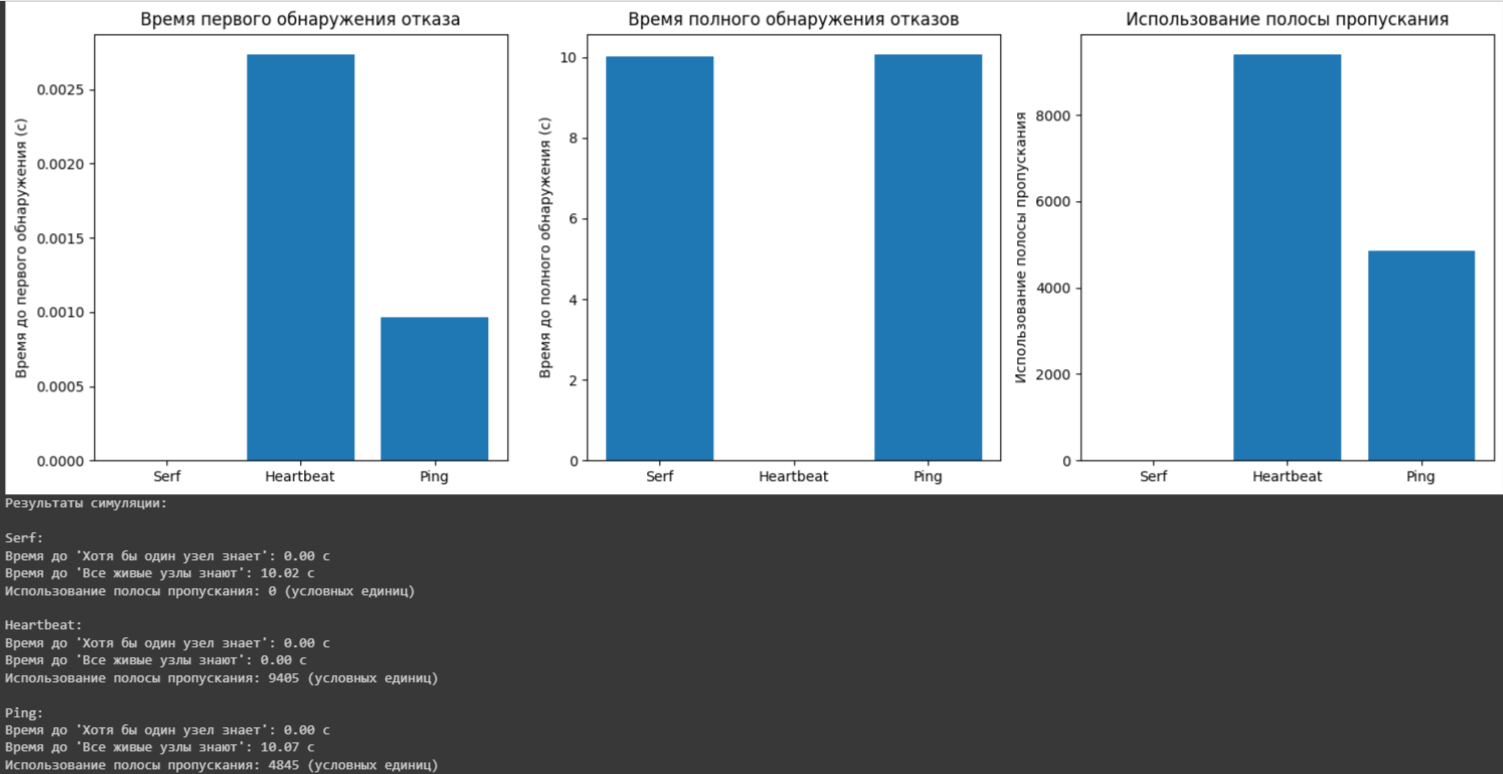 Время первого обнаружения отказа
Время до первого обнаружения (с)
0.0025
0.0020
0.0015
0.0010
0.0005
0.0000
Serf
Heartbeat
Ping
Время полного обнаружения отказов
Время до полного обнаружения (с)
10
8
6
4
2
0
Serf
Heartbeat
Ping
Использование полосы пропускания
Использование полосы пропускания
8000
6000
4000
2000
0
Serf
Heartbeat
Ping
Результаты симуляции:
Serf:
Время до 'Хотя бы один узел знает': 0.00 с
Время до 'Все живые узлы знают': 10.02 с
Использование полосы пропускания: 0 (условных единиц)
Heartbeat:
Время до 'Хотя бы один узел знает': 0.00 с
Время до 'Все живые узлы знают': 0.00 с
Использование полосы пропускания: 9405 (условных единиц)
Ping:
Время до 'Хотя бы один узел знает': 0.00 с
Время до 'Все живые узлы знают': 10.07 с
Использование полосы пропускания: 4845 (условных единиц)